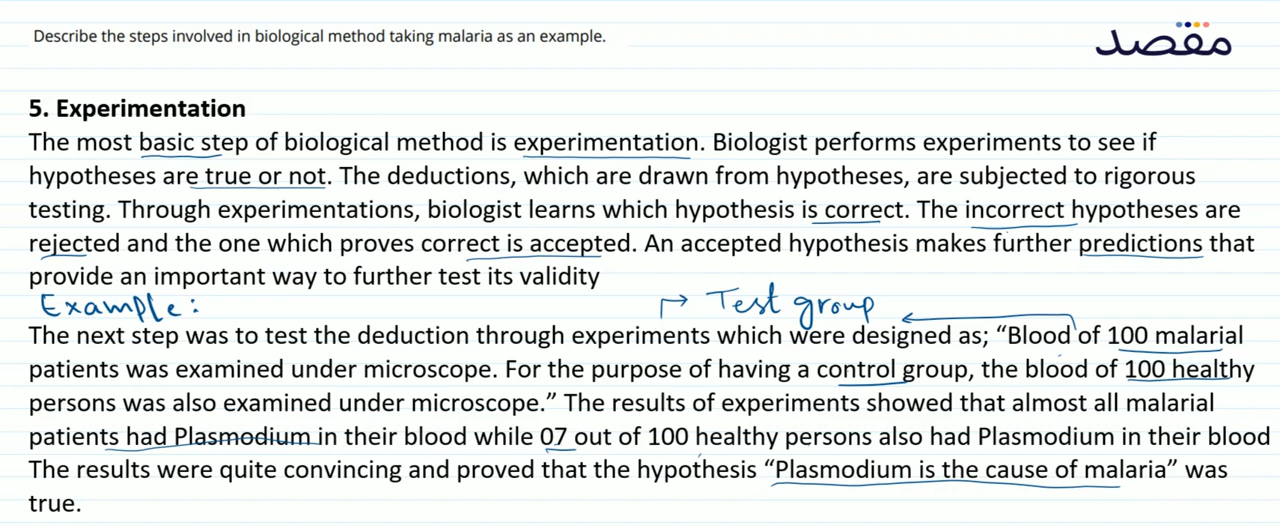 Describe the steps involved in biological method taking malaria as an example.
مقصد
5. Experimentation
The most basic step of biological method is experimentation. Biologist performs experiments to see if
hypotheses are true or not. The deductions, which are drawn from hypotheses, are subjected to rigorous
testing. Through experimentations, biologist learns which hypothesis is correct. The incorrect hypotheses are
rejected and the one which proves correct is accepted. An accepted hypothesis makes further predictions that
provide an important way to further test its validity
Example: Test group
The next step was to test the deduction through experiments which were designed as; “Blood of 100 malarial
patients was examined under microscope. For the purpose of having a control group, the blood of 100 healthy
persons was also examined under microscope.” The results of experiments showed that almost all malarial
patients had Plasmodium in their blood while 07 out of 100 healthy persons also had Plasmodium in their blood
The results were quite convincing and proved that the hypothesis “Plasmodium is the cause of malaria” was
true.